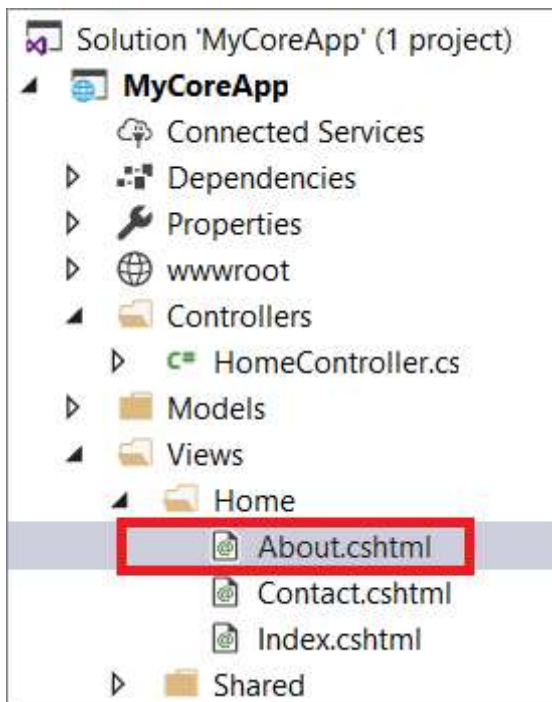 Solution 'MyCoreApp' (1 project)
MyCoreApp
Connected Services
Dependencies
Properties
wwwroot
Controllers
C# HomeController.cs
Models
Views
Home
@ About.cshtml
@ Contact.cshtml
@ Index.cshtml
Shared